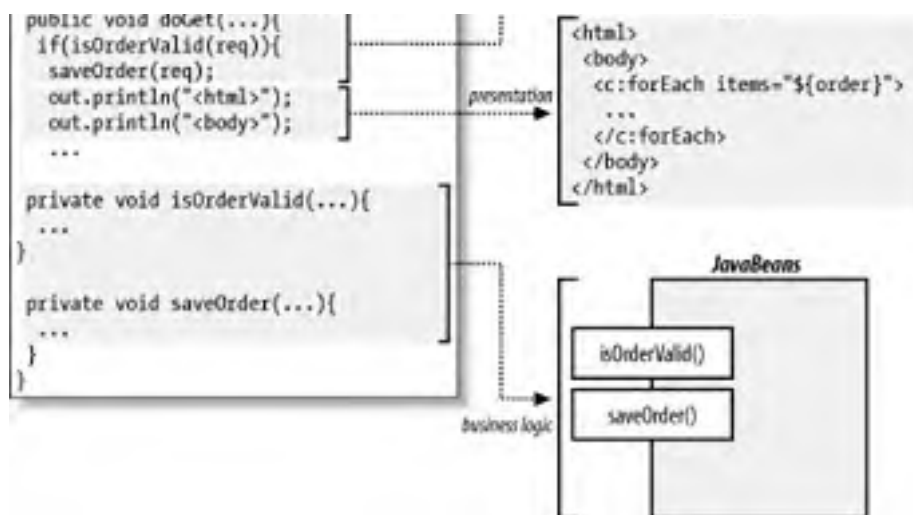 public void doGet(...){
if(isOrderValid(req)){
saveOrder(req);
out.println("<html>");
out.println("<body>");
...
private void isOrderValid(...){
...
}
private void saveOrder(...){
...
}
}
presentation
<html>
<body>
<c:forEach items="${order}">
...
</c:forEach>
</body>
</html>
business logic
JavaBeans
isOrderValid()
saveOrder()